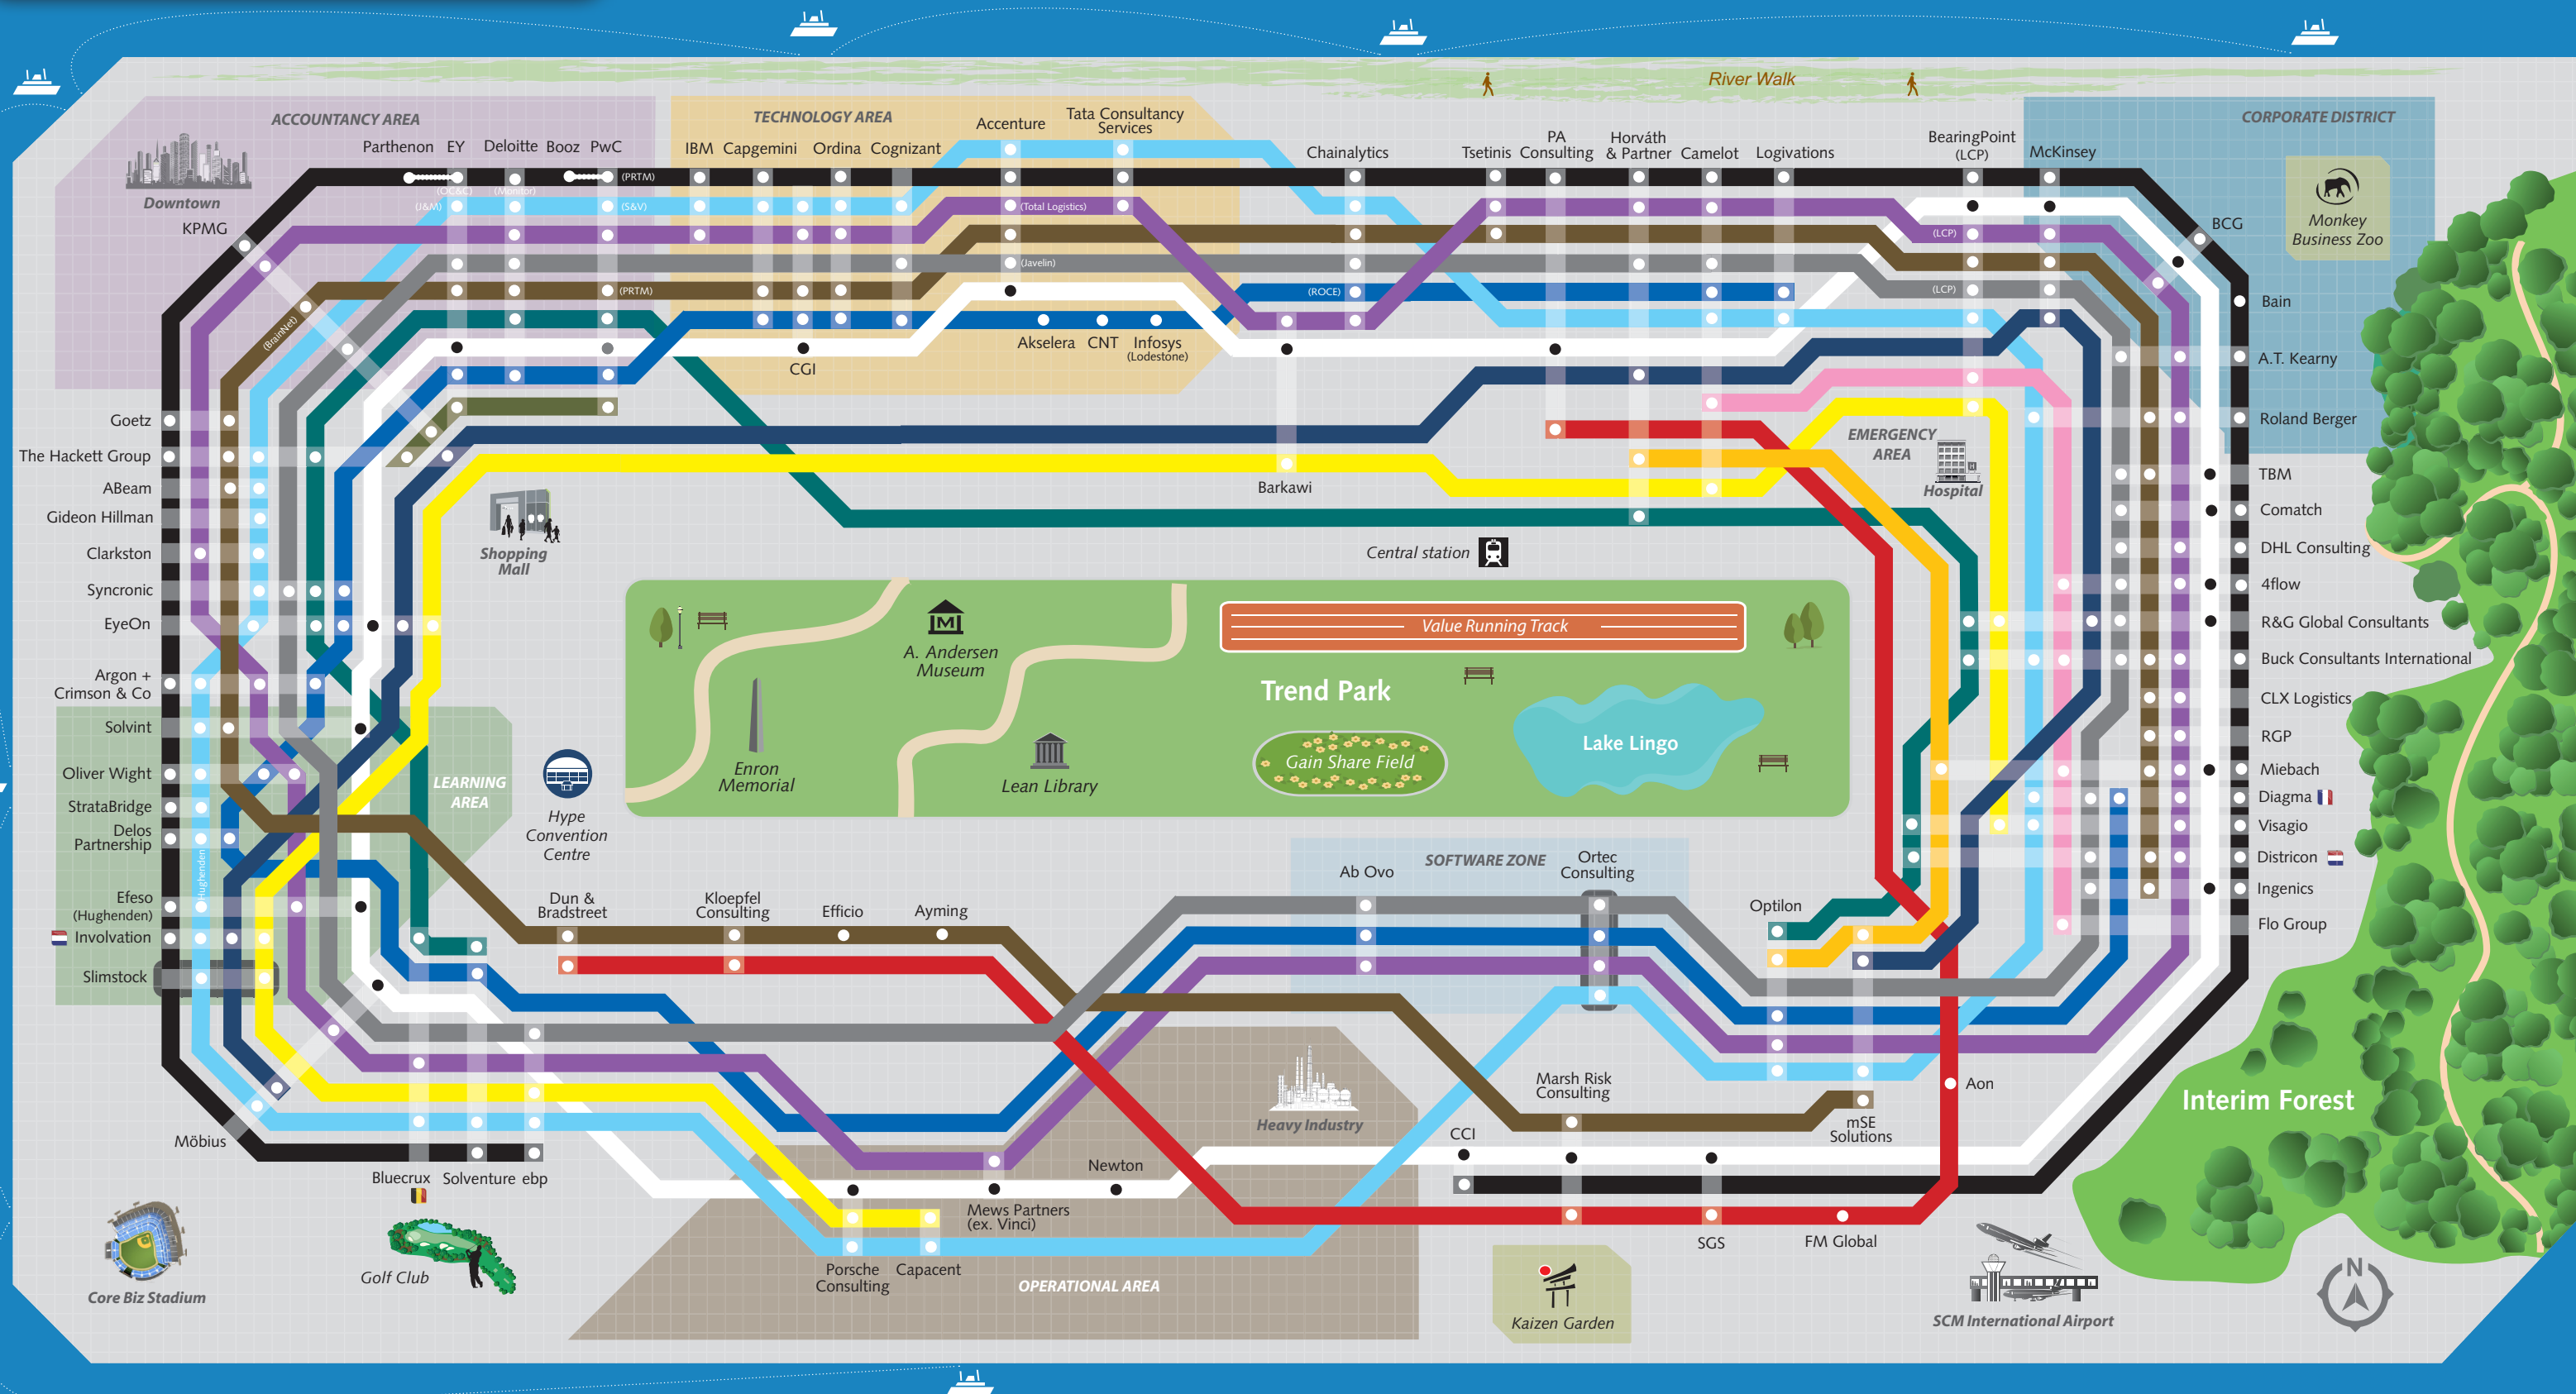 River Walk
ACCOUNTANCY AREA
TECHNOLOGY AREA
CORPORATE DISTRICT
Downtown
Monkey
Business Zoo
Parthenon
EY
Deloitte
Booz
PwC
IBM
Capgemini
Ordina
Cognizant
Accenture
Tata Consultancy
Services
Chainalytics
Tsetinis
PA
Consulting
Horváth
& Partner
Camelot
Logivations
BearingPoint
(LCP)
McKinsey
(OC&C)
(Monitor)
(PRTM)
(J&M)
(S&V)
(Total Logistics)
(LCP)
(Javelin)
(PRTM)
(ROCE)
(LCP)
(BrainNet)
KPMG
BCG
Bain
A.T. Kearny
Roland Berger
TBM
Comatch
DHL Consulting
4flow
R&G Global Consultants
Buck Consultants International
CLX Logistics
RGP
Miebach
Diagma
Visagio
Districon
Ingenics
Flo Group
Akselera
CNT
Infosys
(Lodestone)
CGI
Barkawi
EMERGENCY
AREA
Hospital
Shopping
Mall
Central station
Goetz
The Hackett Group
ABeam
Gideon Hillman
Clarkston
Syncronic
EyeOn
Argon +
Crimson & Co
Solvint
Oliver Wight
StrataBridge
Delos
Partnership
Hughenden
Efeso
(Hughenden)
Involvation
Slimstock
LEARNING
AREA
Hype
Convention
Centre
A. Andersen
Museum
M
Enron
Memorial
Lean Library
Value Running Track
Trend Park
Gain Share Field
Lake Lingo
SOFTWARE ZONE
Ab Ovo
Ortec
Consulting
Optilon
Dun &
Bradstreet
Kloepfel
Consulting
Efficio
Ayming
Heavy Industry
Marsh Risk
Consulting
mSE
Solutions
Aon
CCI
Interim Forest
Möbius
Bluecrux
Solventure
ebp
Newton
Mews Partners
(ex. Vinci)
Porsche
Consulting
Capacent
OPERATIONAL AREA
SGS
FM Global
Golf Club
Core Biz Stadium
Kaizen Garden
SCM International Airport
N